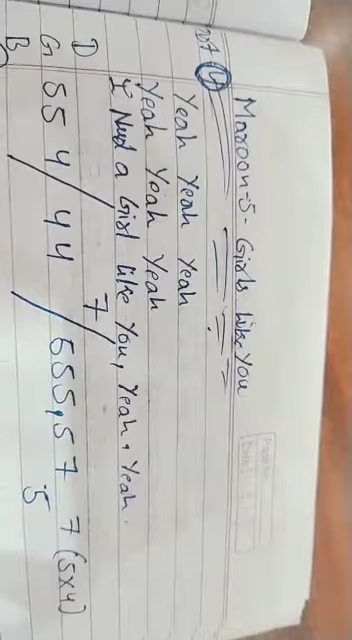 Maroon-5 - Girls Like You
(4)
Yeah Yeah Yeah
Yeah Yeah Yeah
I Need a Girl Like You, Yeah, Yeah.
D 7
G 55 4 / 44 / 555,57 7 (5x4)
B 5